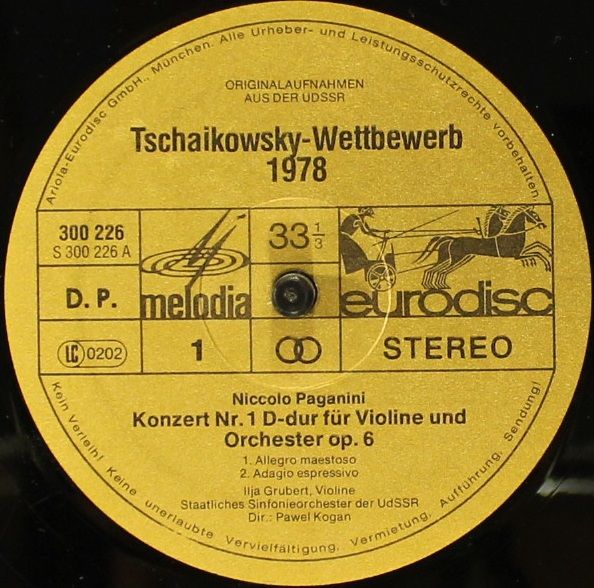 Ariola-Eurodisc GmbH., München. Alle Urheber- und Leistungsschutzrechte vorbehalten.
ORIGINALAUFNAHMEN
AUS DER UDSSR
Tschaikowsky-Wettbewerb
1978
300 226
S 300 226 A
33 1/3
D. P.
melodia
eurodisc
LC 0202
1
STEREO
Niccolo Paganini
Konzert Nr. 1 D-dur für Violine und
Orchester op. 6
1. Allegro maestoso
2. Adagio espressivo
Ilja Grubert, Violine
Staatliches Sinfonieorchester der UdSSR
Dir.: Pawel Kogan
Kein Verleih! Keine unerlaubte Vervielfältigung, Vermietung, Aufführung, Sendung!